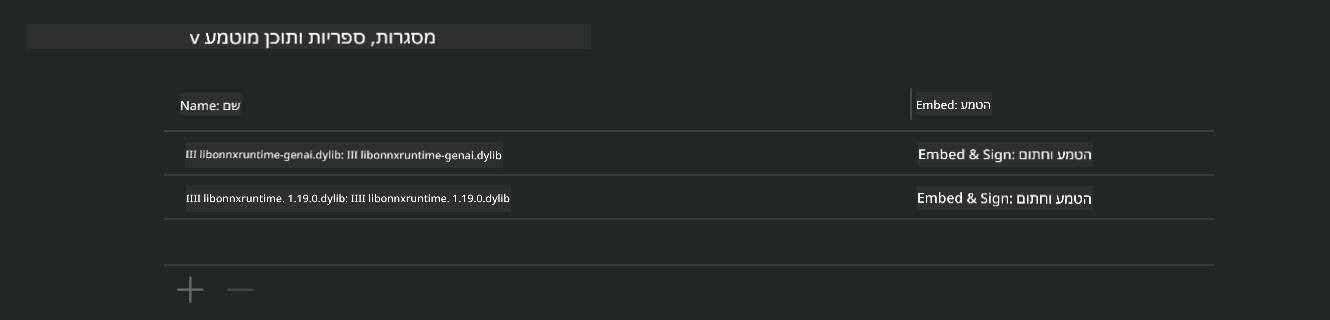 מסגרות, ספריות ותוכן מוטמע v
Name: שם
Embed: הטמע
III libonnxruntime-genai.dylib: III libonnxruntime-genai.dylib
Embed & Sign: הטמע וחתום
IIII libonnxruntime. 1.19.0.dylib: IIII libonnxruntime. 1.19.0.dylib
Embed & Sign: הטמע וחתום